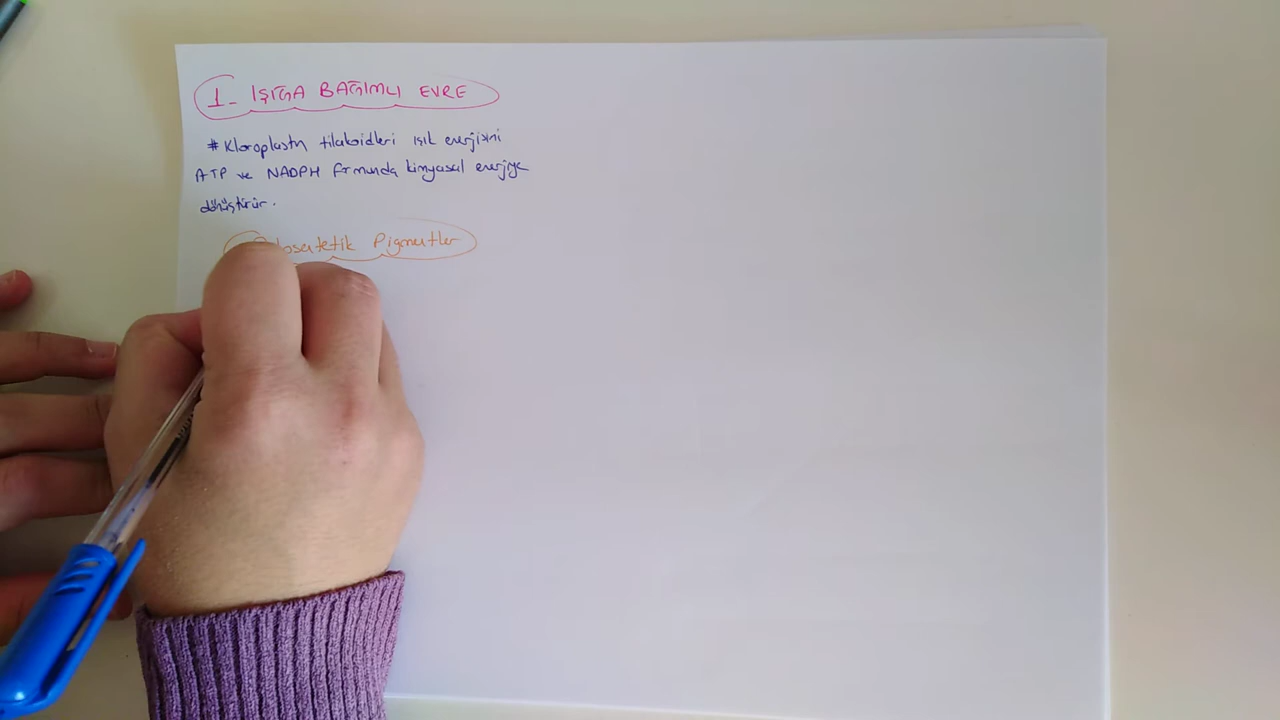 1- IŞIĞA BAĞIMLI EVRE
# Kloroplastın tilakoidleri ışık enerjisini
ATP ve NADPH formunda kimyasal enerjiye
dönüştürür.
Pigmentler